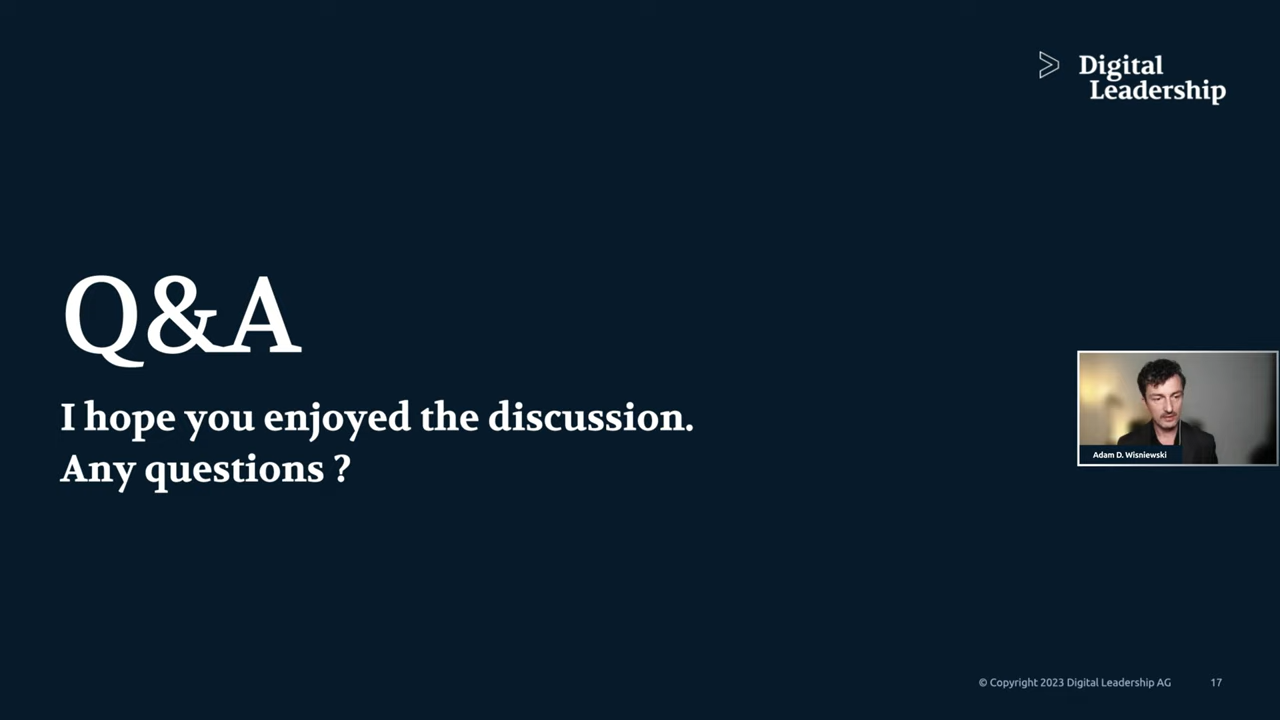 Digital
Leadership
Q&A
I hope you enjoyed the discussion.
Any questions ?
Adam D. Wisniewski
© Copyright 2023 Digital Leadership AG 17